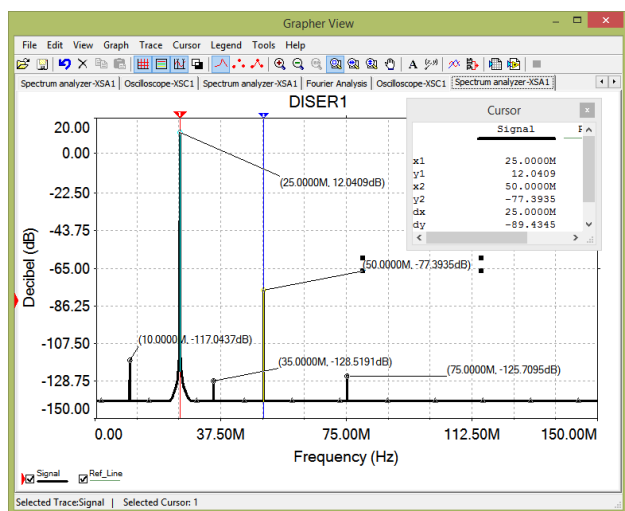 Grapher View
File Edit View Graph Trace Cursor Legend Tools Help
Spectrum analyzer-XSA1 Oscilloscope-XSC1 Spectrum analyzer-XSA1 Fourier Analysis Oscilloscope-XSC1 Spectrum analyzer-XSA1
DISER1
Cursor
Signal
x1 25.0000M
y1 12.0409
x2 50.0000M
y2 -77.3935
dx 25.0000M
dy -89.4345
20.00
0.00
-22.50
-43.75
-65.00
-86.25
-107.50
-128.75
-150.00
Decibel (dB)
(25.0000M, 12.0409dB)
(50.0000M, -77.3935dB)
(10.0000M, -117.0437dB)
(35.0000M, -128.5191dB)
(75.0000M, -125.7095dB)
0.00 37.50M 75.00M 112.50M 150.00M
Frequency (Hz)
Signal Ref_Line
Selected Trace:Signal | Selected Cursor: 1